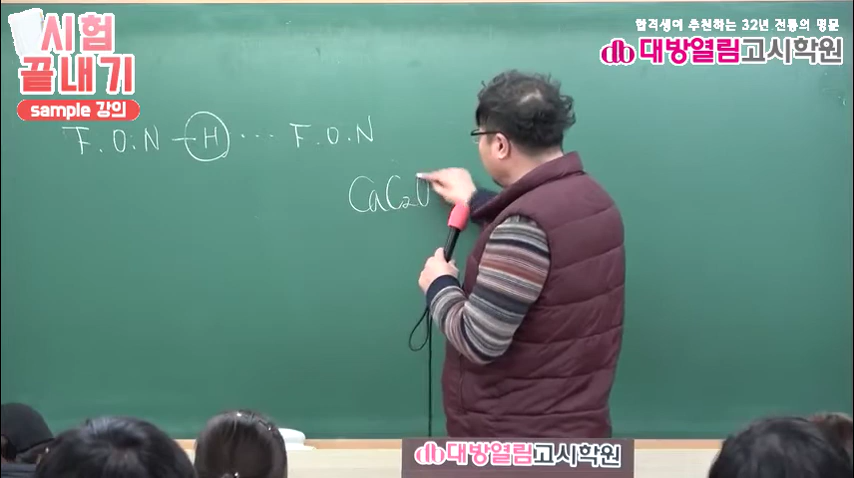 시험
끝내기
sample 강의
합격생이 추천하는 32년 전통의 명문
대방열림고시학원
F. O. N — H ··· F. O. N
CaC₂O
대방열림고시학원